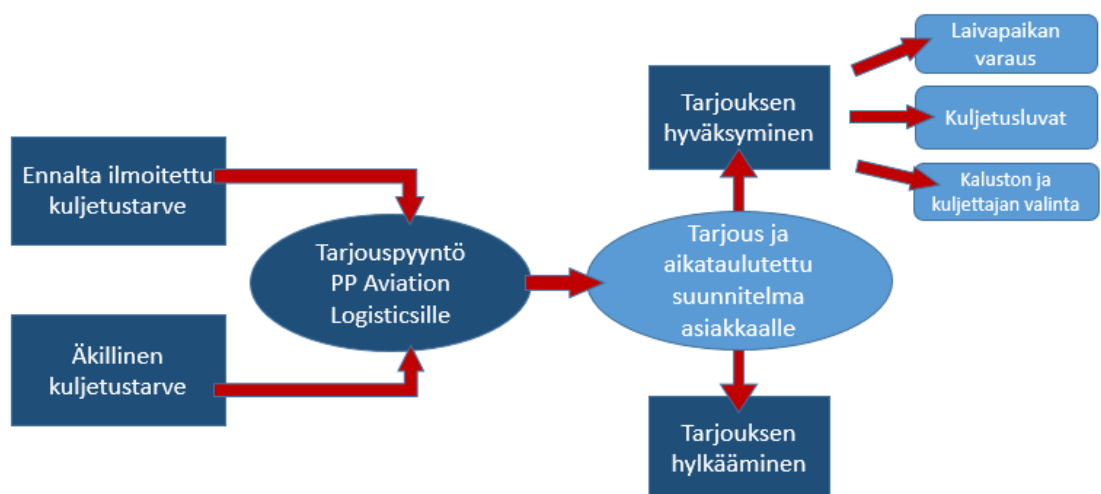 Ennalta ilmoitettu
kuljetustarve
Äkillinen
kuljetustarve
Tarjouspyyntö
PP Aviation
Logisticsille
Tarjous ja
aikataulutettu
suunnitelma
asiakkaalle
Tarjouksen
hyväksyminen
Tarjouksen
hylkääminen
Laivapaikan
varaus
Kuljetusluvat
Kaluston ja
kuljettajan valinta